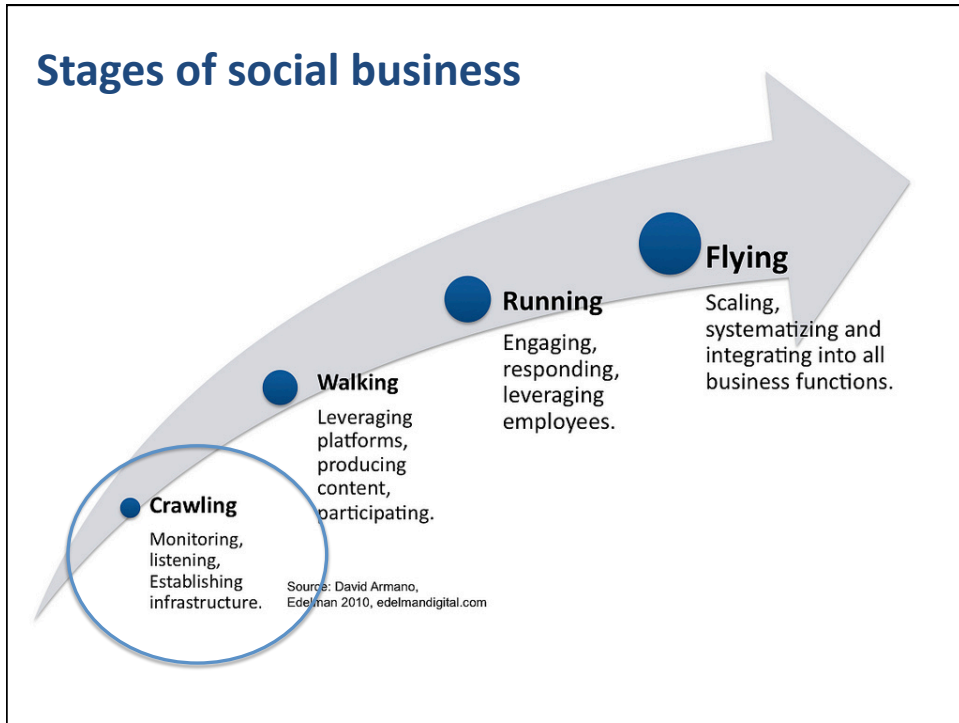 Stages of social business
Flying
Scaling,
systematizing and
integrating into all
business functions.
Running
Engaging,
responding,
leveraging
employees.
Walking
Leveraging
platforms,
producing
content,
participating.
Crawling
Monitoring,
listening,
Establishing
infrastructure.
Source: David Armano,
Edelman 2010, edelmandigital.com